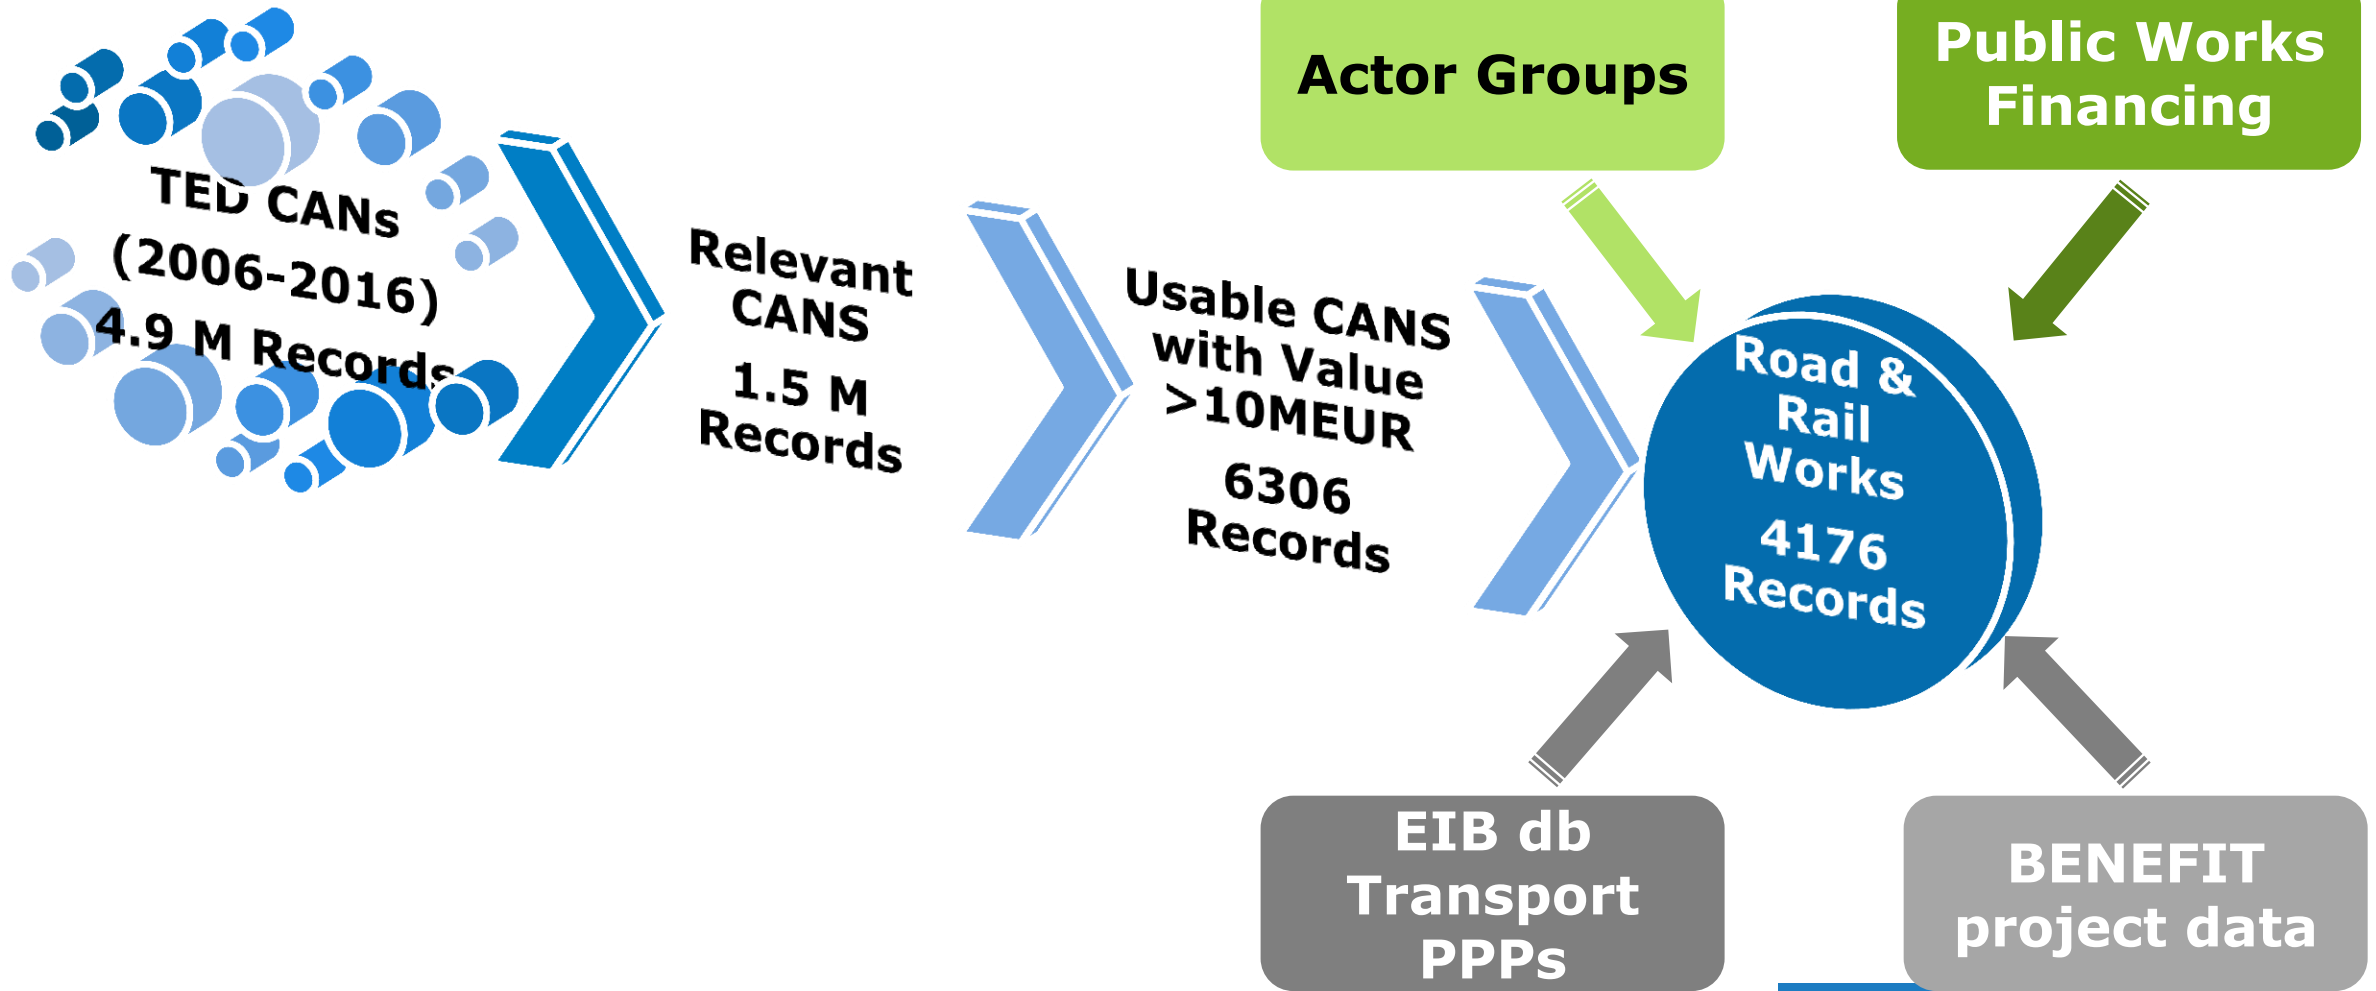 TED CANs
(2006-2016)
4.9 M Records
Relevant
CANS
1.5 M
Records
Usable CANS
with Value
>10MEUR
6306
Records
Actor Groups
Public Works
Financing
Road &
Rail
Works
4176
Records
EIB db
Transport
PPPs
BENEFIT
project data